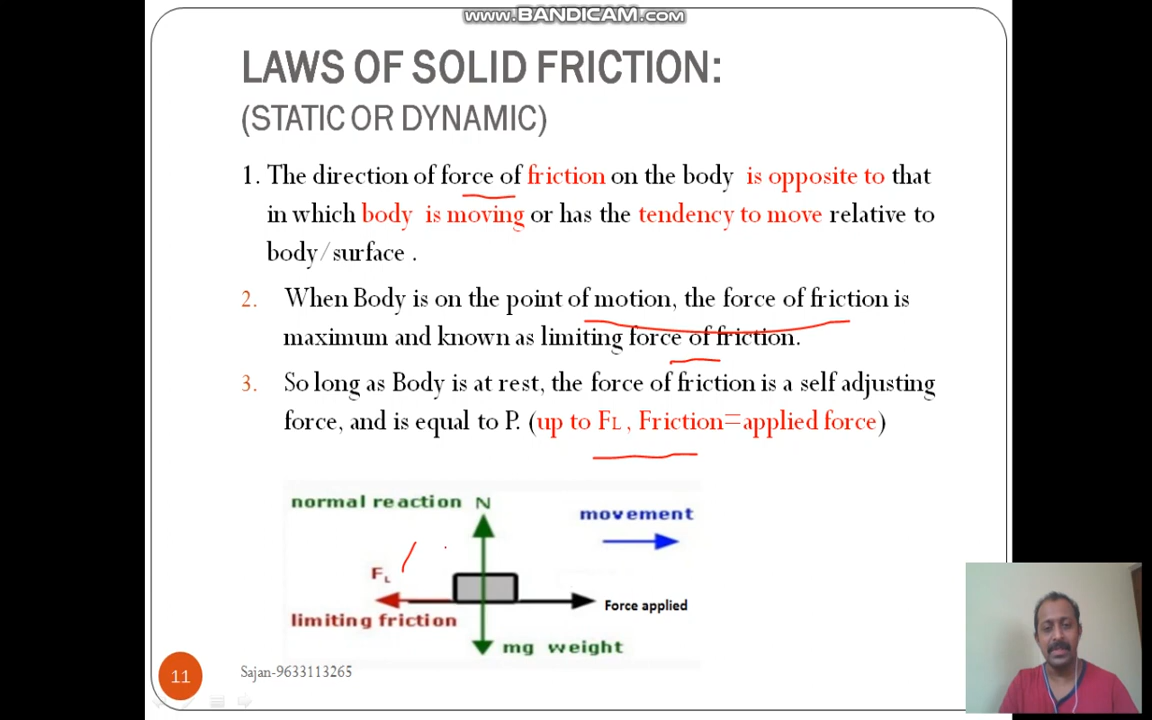 www.BANDICAM.com
LAWS OF SOLID FRICTION:
(STATIC OR DYNAMIC)
1. The direction of force of friction on the body is opposite to that
in which body is moving or has the tendency to move relative to
body/surface .
2. When Body is on the point of motion, the force of friction is
maximum and known as limiting force of friction.
3. So long as Body is at rest, the force of friction is a self adjusting
force, and is equal to P. (up to FL , Friction=applied force)
normal reaction N
movement
FL
Force applied
limiting friction
mg weight
11
Sajan-9633113265